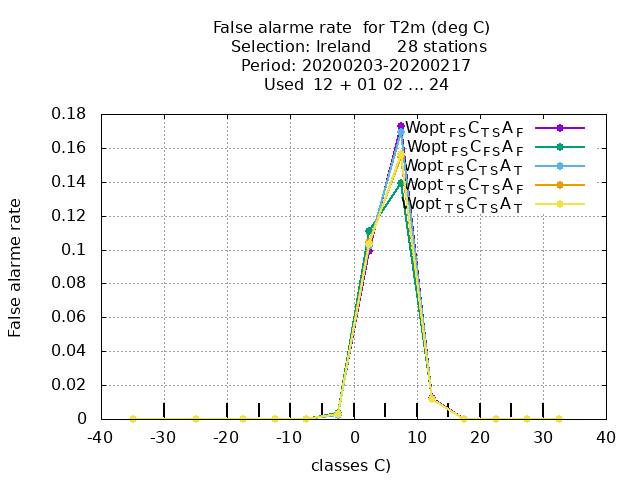 False alarme rate  for T2m (deg C)
Selection: Ireland     28 stations
Period: 20200203-20200217
Used  12 + 01 02 ... 24
0.18
0.16
0.14
0.12
0.1
0.08
0.06
0.04
0.02
0
False alarme rate
Wopt FS C TS A F
Wopt FS C FS A F
Wopt FS C TS A T
Wopt TS C TS A F
Wopt TS C TS A T
-40 -30 -20 -10 0 10 20 30 40
classes C)